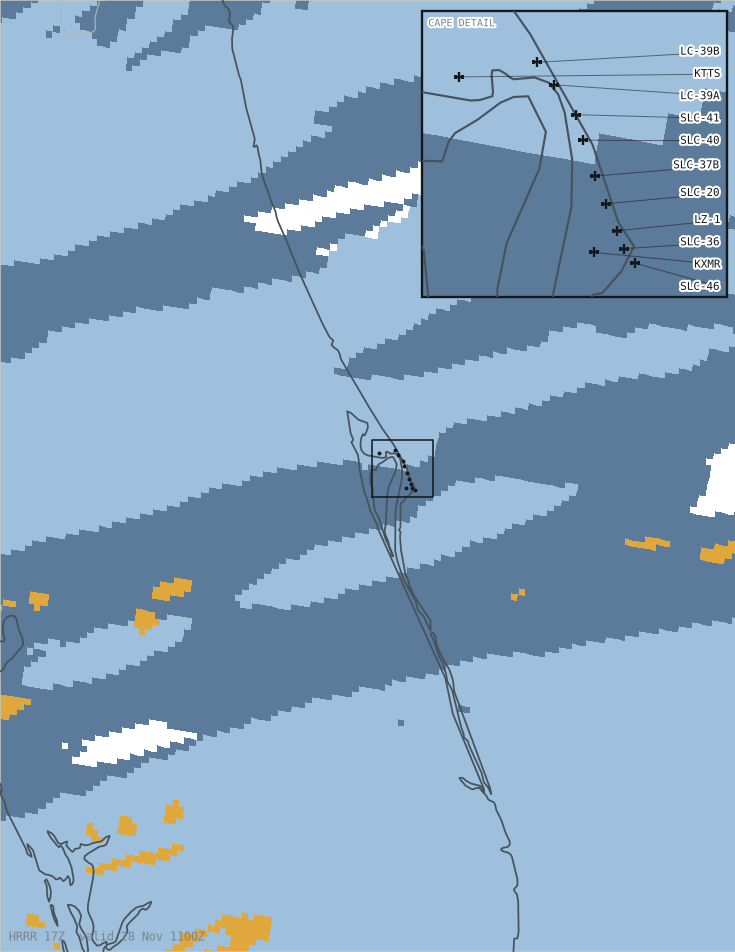 CAPE DETAIL
LC-39B
KTTS
LC-39A
SLC-41
SLC-40
SLC-37B
SLC-20
LZ-1
SLC-36
KXMR
SLC-46
HRRR 17Z valid 28 Nov 1100Z